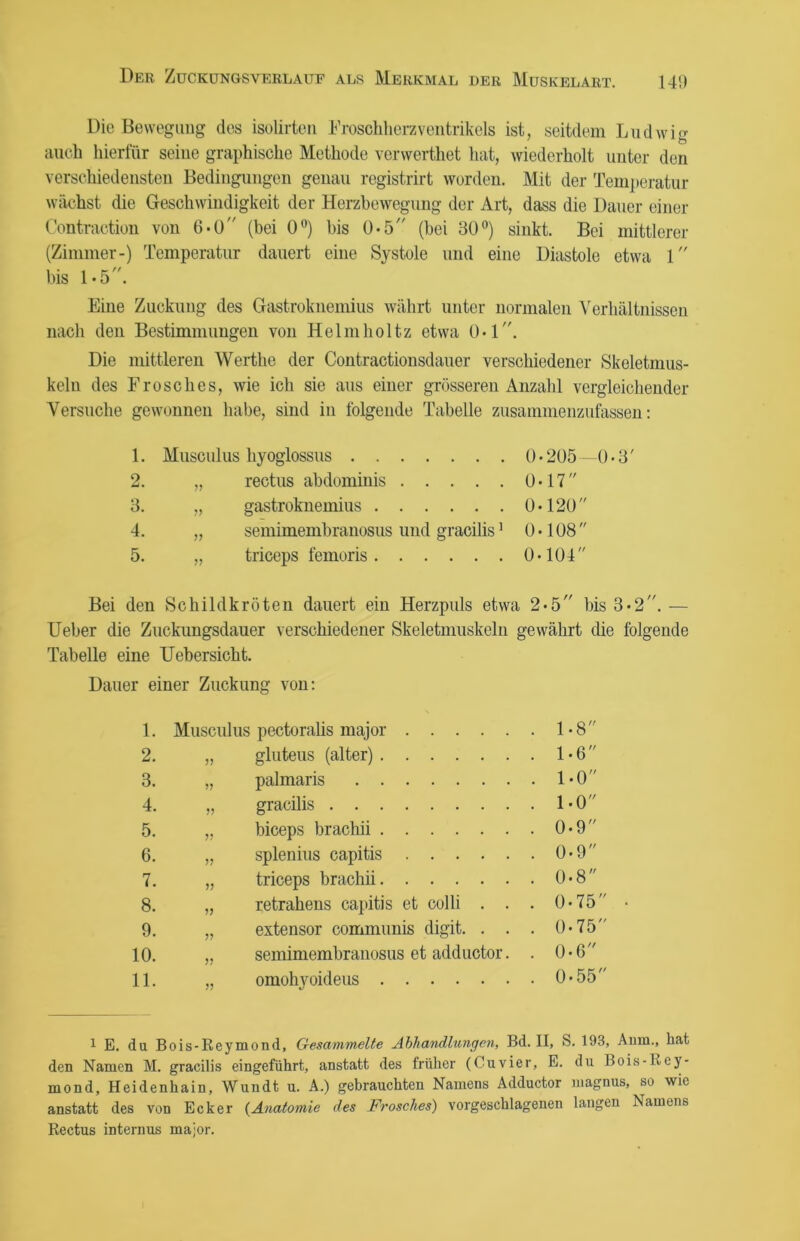 Der Zuckungsverlauf als Merkmal der Muskelart. 149
Die Bewegung des isolirten Froschherzventrikels ist, seitdem Ludwig
auch hierfür seine graphische Methode verwerthet hat, wiederholt unter den
verschiedensten Bedingungen genau registrirt worden. Mit der Temperatur
wächst die Geschwindigkeit der Herzbewegung der Art, dass die Dauer einer
Contraction von 6·0″ (bei 0⁰) bis 0·5″ (bei 30⁰) sinkt. Bei mittlerer
(Zimmer-) Temperatur dauert eine Systole und eine Diastole etwa 1″
bis 1·5″.
Eine Zuckung des Gastroknemius währt unter normalen Verhältnissen
nach den Bestimmungen von Helmholtz etwa 0·1″.
Die mittleren Werthe der Contractionsdauer verschiedener Skeletmus-
keln des Frosches, wie ich sie aus einer grösseren Anzahl vergleichender
Versuche gewonnen habe, sind in folgende Tabelle zusammenzufassen:
1. Musculus hyoglossus . . . . . . . 0·205—0·3′
2. „ rectus abdominis . . . . . 0·17″
3. „ gastroknemius . . . . . . 0·120″
4. „ semimembranosus und gracilis¹ 0·108″
5. „ triceps femoris . . . . . . 0·104″
Bei den Schildkröten dauert ein Herzpuls etwa 2·5″ bis 3·2″. —
Ueber die Zuckungsdauer verschiedener Skeletmuskeln gewährt die folgende
Tabelle eine Uebersicht.
Dauer einer Zuckung von:
1. Musculus pectoralis major . . . . . . 1·8″
2. „ gluteus (alter) . . . . . . . 1·6″
3. „ palmaris . . . . . . . . 1·0″
4. „ gracilis . . . . . . . . . 1·0″
5. „ biceps brachii . . . . . . . 0·9″
6. „ splenius capitis . . . . . . 0·9″
7. „ triceps brachii. . . . . . . 0·8″
8. „ retrahens capitis et colli . . . 0·75″
9. „ extensor communis digit. . . . 0·75″
10. „ semimembranosus et adductor. . 0·6″
11. „ omohyoideus . . . . . . . 0·55″
1 E. du Bois-Reymond, Gesammelte Abhandlungen, Bd. II, S. 193, Anm., hat
den Namen M. gracilis eingeführt, anstatt des früher (Cuvier, E. du Bois-Rey-
mond, Heidenhain, Wundt u. A.) gebrauchten Namens Adductor magnus, so wie
anstatt des von Ecker (Anatomie des Frosches) vorgeschlagenen langen Namens
Rectus internus major.